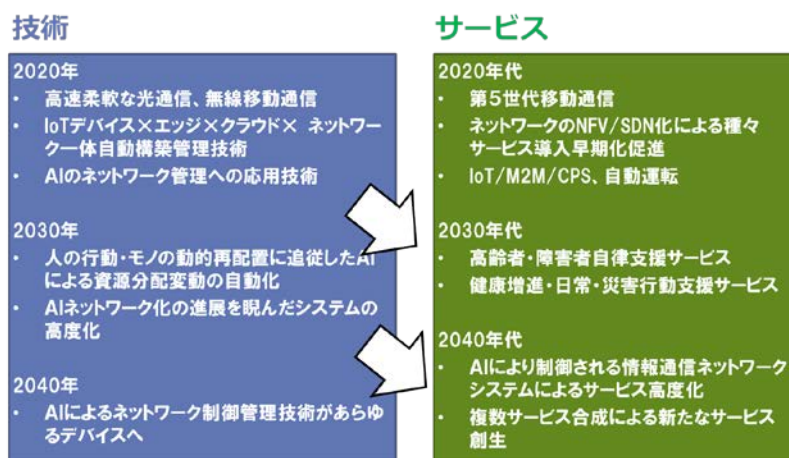 技術
2020年
・ 高速柔軟な光通信、無線移動通信
・ IoTデバイス×エッジ×クラウド× ネットワー
ク一体自動構築管理技術
・ AIのネットワーク管理への応用技術
2030年
・ 人の行動・モノの動的再配置に追従したAI
による資源分配変動の自動化
・ AIネットワーク化の進展を睨んだシステムの
高度化
2040年
・ AIによるネットワーク制御管理技術があらゆ
るデバイスへ
サービス
2020年代
・ 第5世代移動通信
・ ネットワークのNFV/SDN化による種々
サービス導入早期化促進
・ IoT/M2M/CPS、自動運転
2030年代
・ 高齢者・障害者自律支援サービス
・ 健康増進・日常・災害行動支援サービス
2040年代
・ AIにより制御される情報通信ネットワーク
システムによるサービス高度化
・ 複数サービス合成による新たなサービス
創生